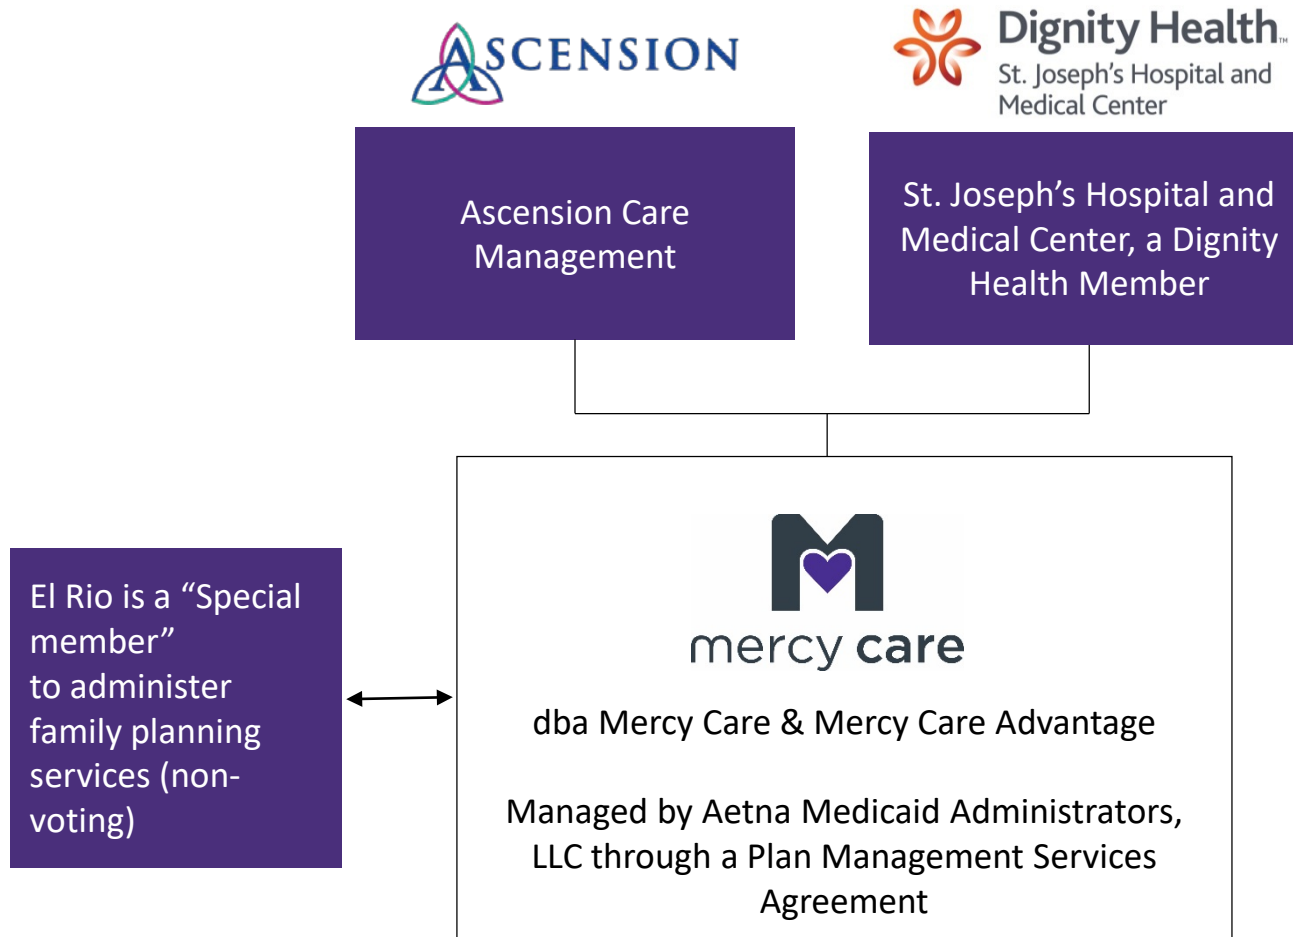 ASCENSION
Dignity Health™
St. Joseph's Hospital and
Medical Center
Ascension Care
Management
St. Joseph's Hospital and
Medical Center, a Dignity
Health Member
El Rio is a “Special
member”
to administer
family planning
services (non-
voting)
mercy care
dba Mercy Care & Mercy Care Advantage
Managed by Aetna Medicaid Administrators,
LLC through a Plan Management Services
Agreement